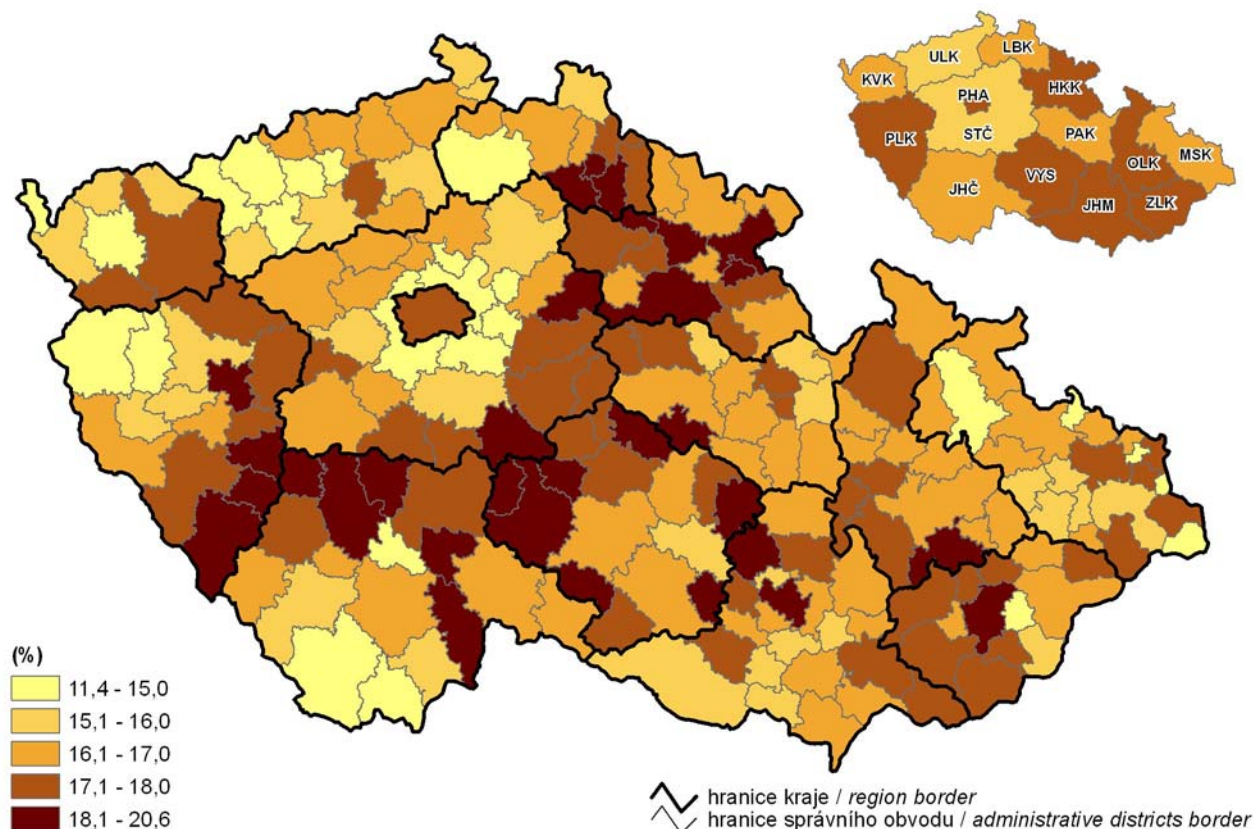 ULK
LBK
KVK
HKK
PHA
STČ
PAK
PLK
MSK
OLK
VYS
JHČ
JHM
ZLK
(%)
11,4 - 15,0
15,1 - 16,0
16,1 - 17,0
17,1 - 18,0
18,1 - 20,6
hranice kraje / region border
hranice správního obvodu / administrative districts border